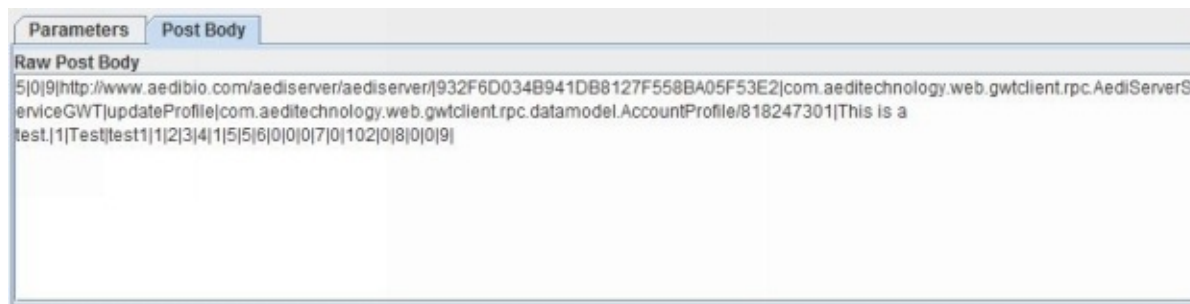 Parameters Post Body
Raw Post Body
5|0|9|http://www.aedibio.com/aediserver/aediserver/|932F6D034B941DB8127F558BA05F53E2|com.aeditechnology.web.gwtclient.rpc.AediServerS
erviceGWT|updateProfile|com.aeditechnology.web.gwtclient.rpc.datamodel.AccountProfile/818247301|This is a
test.|1|Test|test1|1|2|3|4|1|5|5|6|0|0|0|7|0|102|0|8|0|0|9|